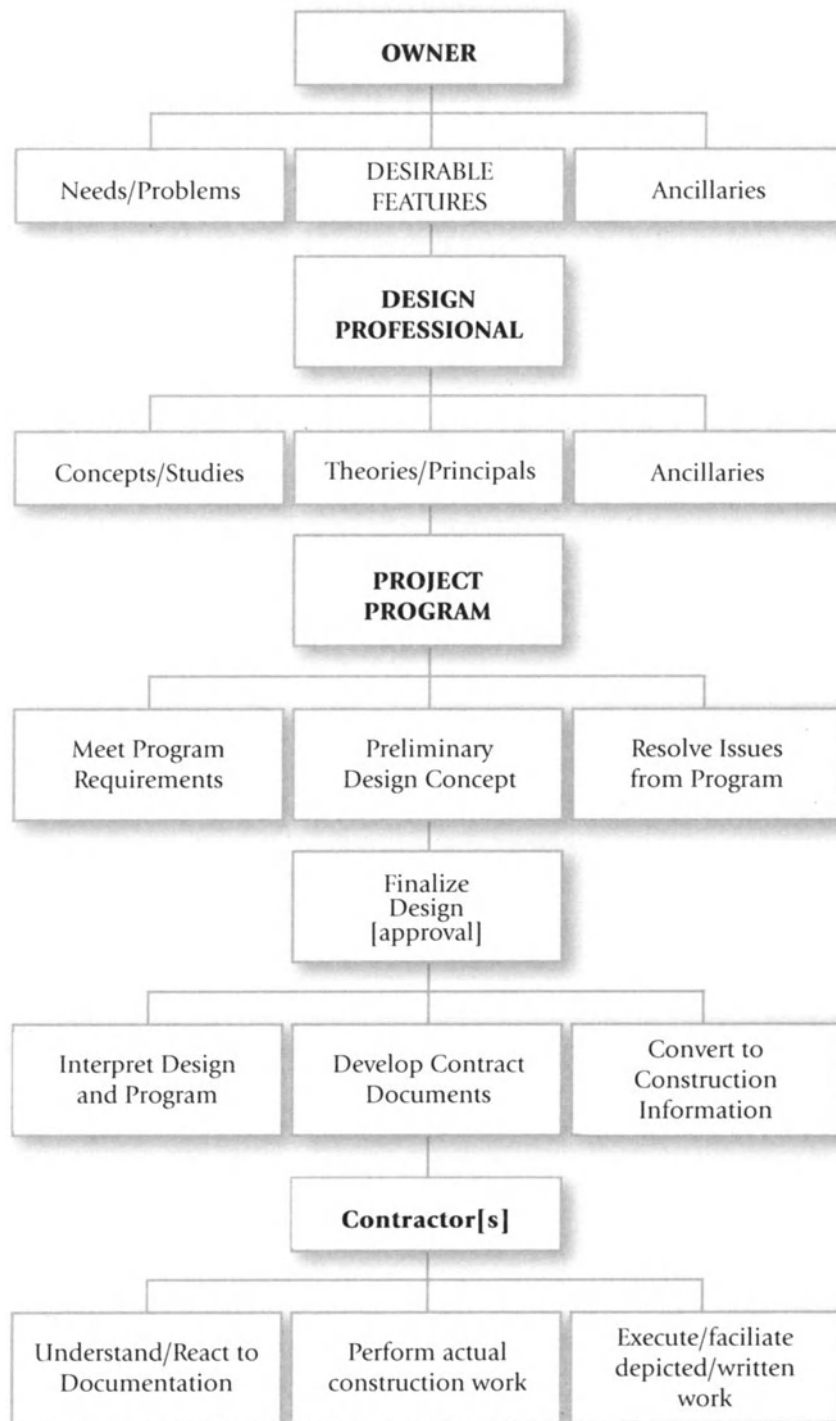 OWNER
Needs/Problems
DESIRABLE
FEATURES
Ancillaries
DESIGN
PROFESSIONAL
Concepts/Studies
Theories/Principals
Ancillaries
PROJECT
PROGRAM
Meet Program
Requirements
Preliminary
Design Concept
Resolve Issues
from Program
Finalize
Design
[approval]
Interpret Design
and Program
Develop Contract
Documents
Convert to
Construction
Information
Contractor[s]
Understand/React to
Documentation
Perform actual
construction work
Execute/faciliate
depicted/written
work